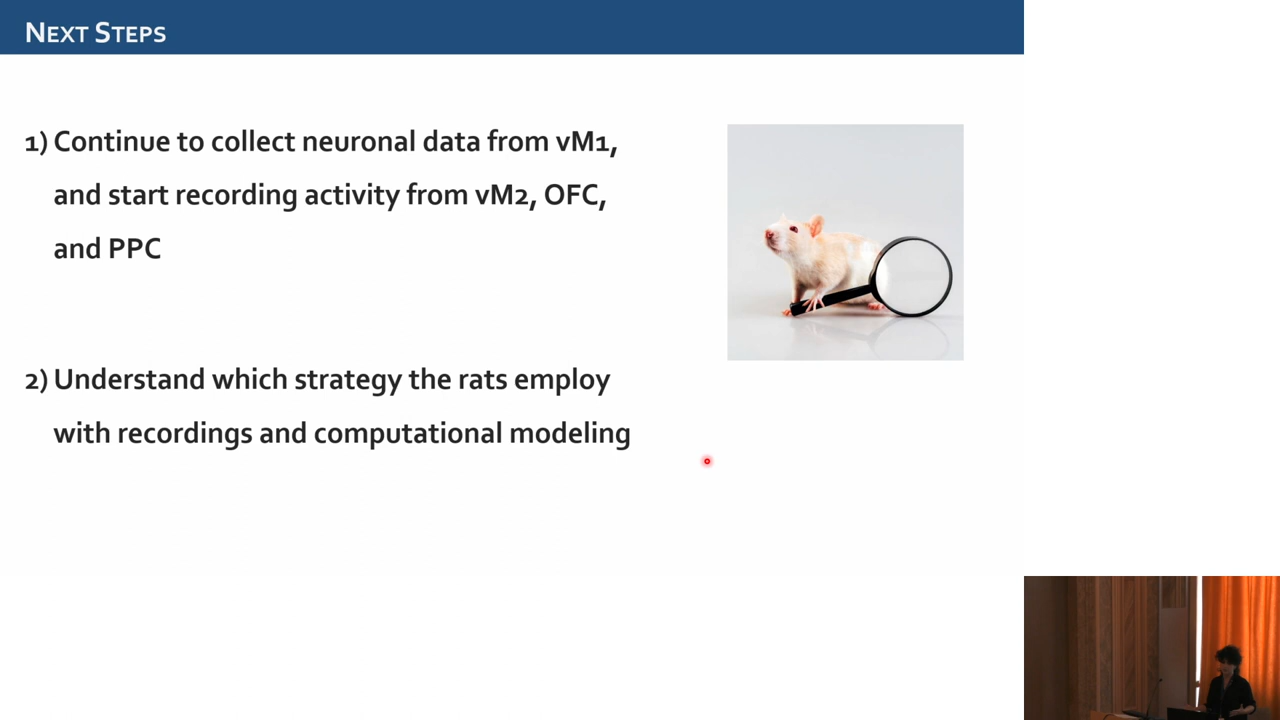 Next Steps
1) Continue to collect neuronal data from vM1,
and start recording activity from vM2, OFC,
and PPC
2) Understand which strategy the rats employ
with recordings and computational modeling